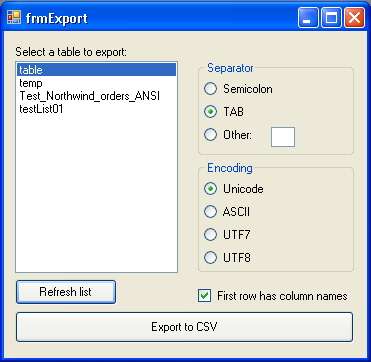 frmExport
Select a table to export:
table
temp
Test_Northwind_orders_ANSI
testList01
Refresh list
Separator
Semicolon
TAB
Other:
Encoding
Unicode
ASCII
UTF7
UTF8
First row has column names
Export to CSV